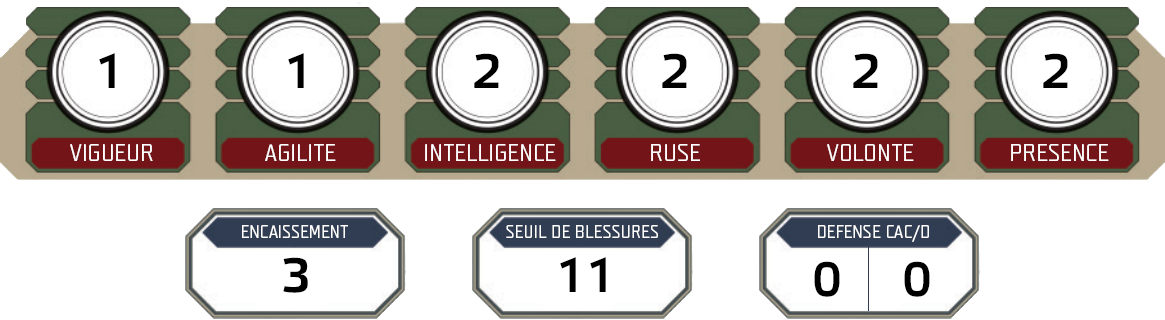 1 1 2 2 2 2
VIGUEUR AGILITE INTELLIGENCE RUSE VOLONTE PRESENCE
ENCAISSEMENT SEUIL DE BLESSURES DEFENSE CAC/D
3 11 0 0